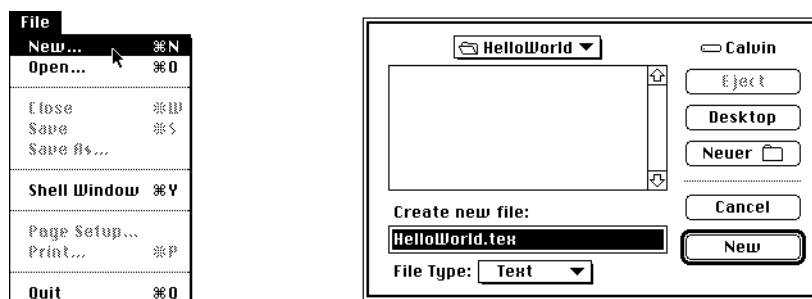 File
New... ⌘N
Open... ⌘O
Close ⌘W
Save ⌘S
Save As...
Shell Window ⌘Y
Page Setup...
Print... ⌘P
Quit ⌘Q
HelloWorld
Calvin
Eject
Desktop
Neuer
Create new file:
Cancel
HelloWorld.tex
New
File Type: Text